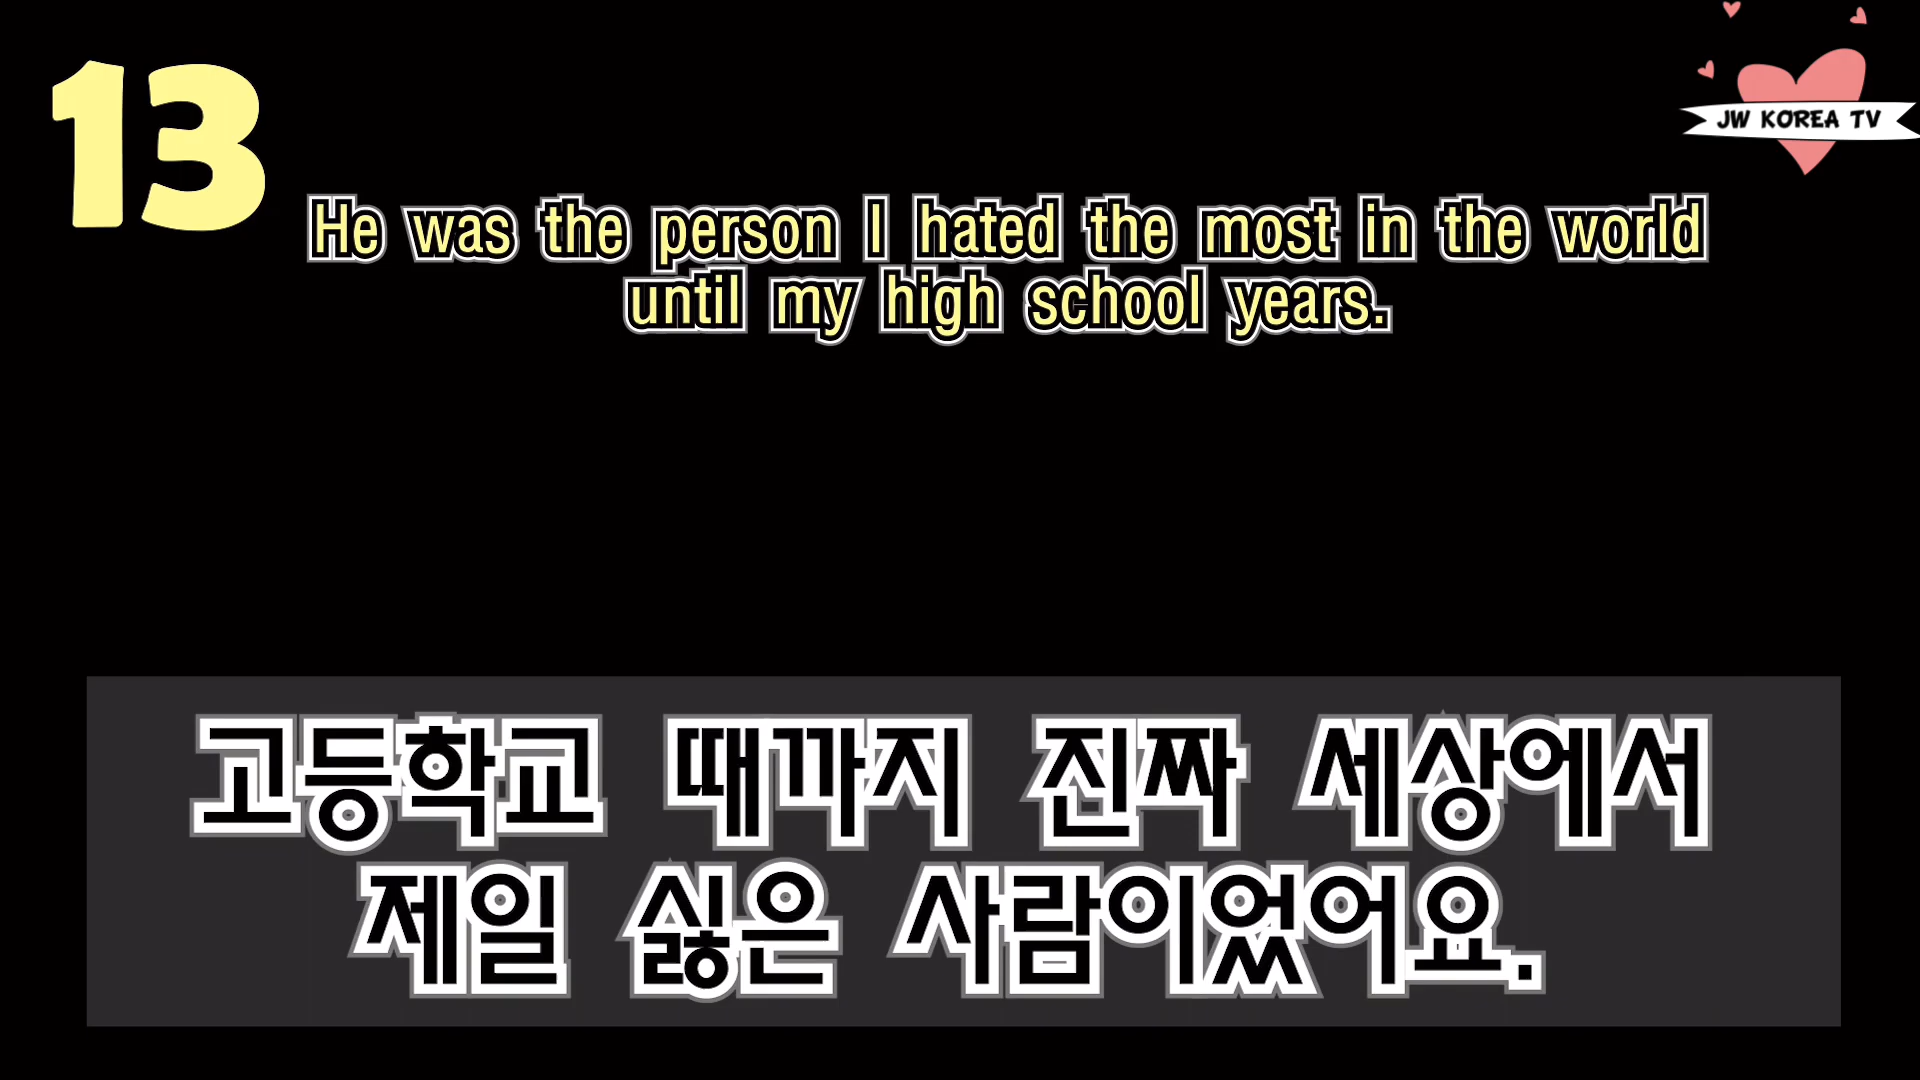 13
JW KOREA TV
He was the person I hated the most in the world
until my high school years.
고등학교 때까지 진짜 세상에서
제일 싫은 사람이었어요.